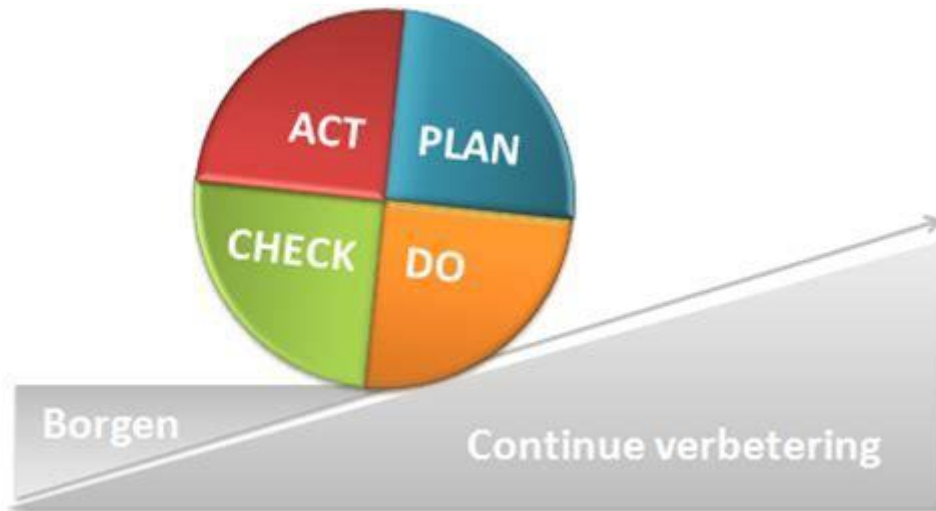 ACT
PLAN
CHECK
DO
Borgen
Continue verbetering